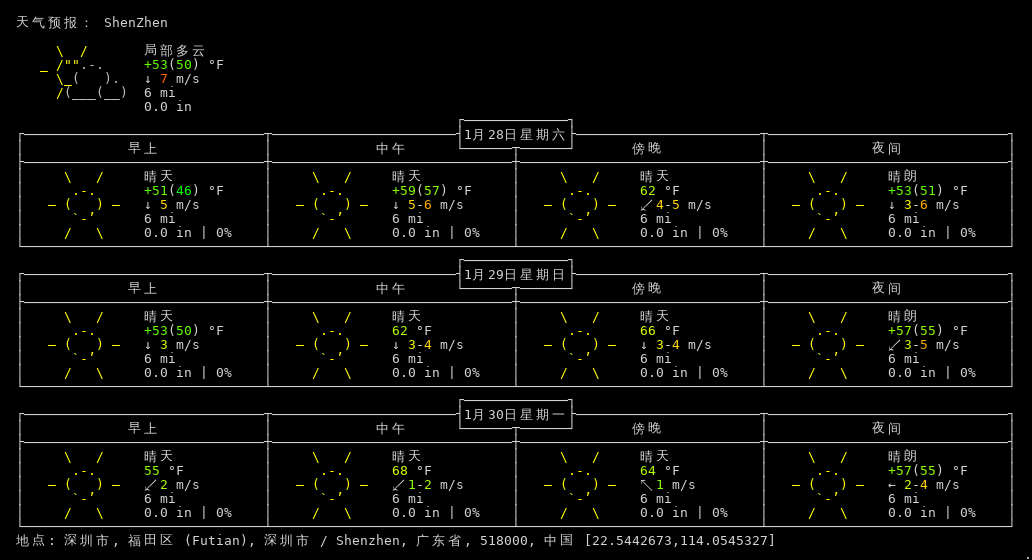 天气预报： ShenZhen
局部多云
+53(50) °F
↓ 7 m/s
6 mi
0.0 in
1月28日星期六
早上 中午 傍晚 夜间
晴天 晴天 晴天 晴朗
+51(46) °F +59(57) °F 62 °F +53(51) °F
↓ 5 m/s ↓ 5-6 m/s ↙ 4-5 m/s ↓ 3-6 m/s
6 mi 6 mi 6 mi 6 mi
0.0 in | 0% 0.0 in | 0% 0.0 in | 0% 0.0 in | 0%
1月29日星期日
早上 中午 傍晚 夜间
晴天 晴天 晴天 晴朗
+53(50) °F 62 °F 66 °F +57(55) °F
↓ 3 m/s ↓ 3-4 m/s ↓ 3-4 m/s ↙ 3-5 m/s
6 mi 6 mi 6 mi 6 mi
0.0 in | 0% 0.0 in | 0% 0.0 in | 0% 0.0 in | 0%
1月30日星期一
早上 中午 傍晚 夜间
晴天 晴天 晴天 晴朗
55 °F 68 °F 64 °F +57(55) °F
↙ 2 m/s ↙ 1-2 m/s ↖ 1 m/s ← 2-4 m/s
6 mi 6 mi 6 mi 6 mi
0.0 in | 0% 0.0 in | 0% 0.0 in | 0% 0.0 in | 0%
地点: 深圳市, 福田区 (Futian), 深圳市 / Shenzhen, 广东省, 518000, 中国 [22.5442673,114.0545327]